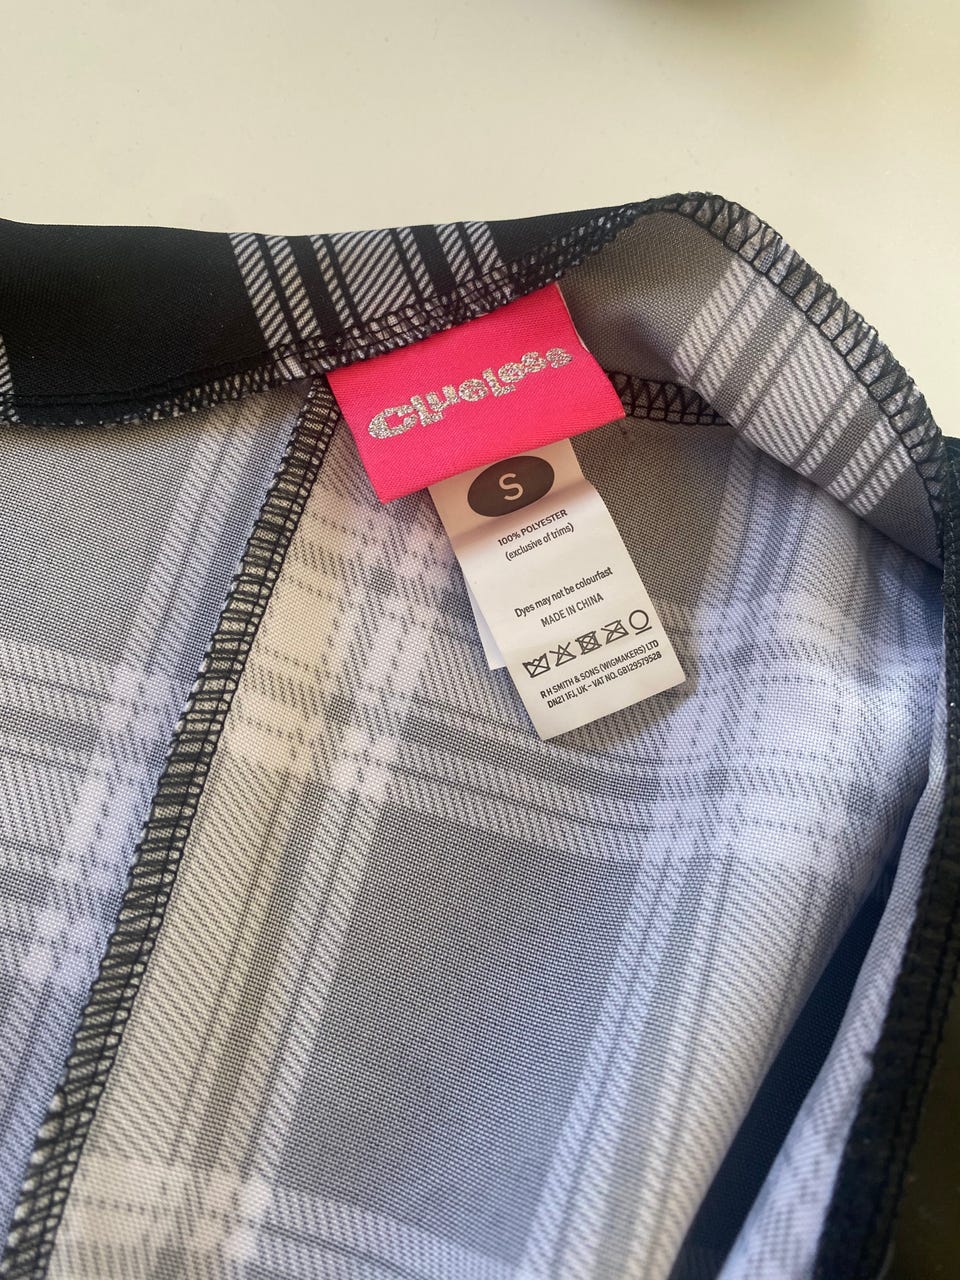 Clueless
S
100% POLYESTER
(exclusive of trims)
Dyes may not be colourfast
MADE IN CHINA
R H SMITH & SONS (WIGMAKERS) LTD
DN21 1FJ, UK – VAT NO. GB129579528